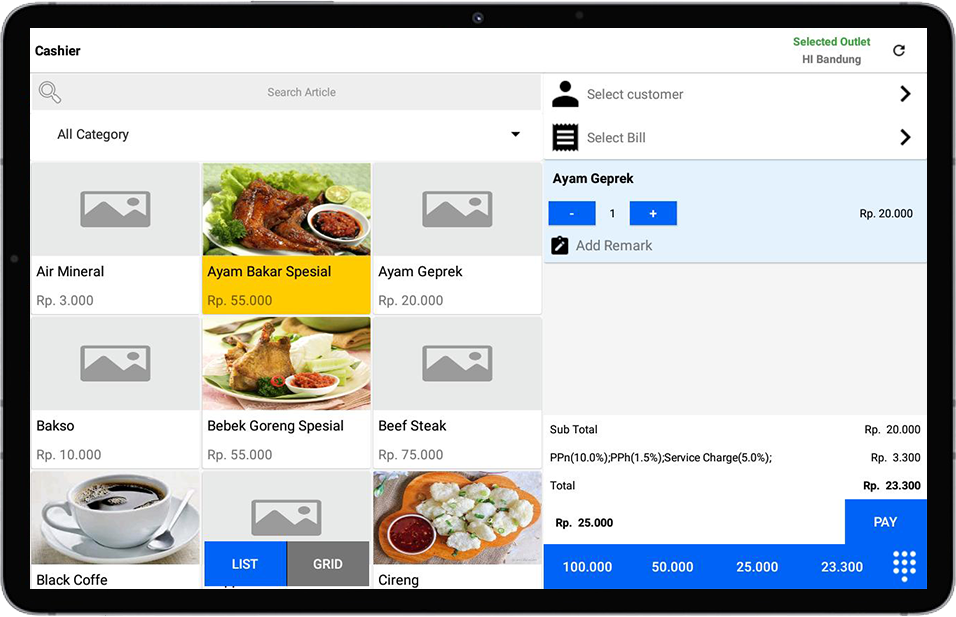 Cashier
Selected Outlet
HI Bandung
Search Article
All Category
Air Mineral
Rp. 3.000
Ayam Bakar Spesial
Rp. 55.000
Ayam Geprek
Rp. 20.000
Bakso
Rp. 10.000
Bebek Goreng Spesial
Rp. 55.000
Beef Steak
Rp. 75.000
Black Coffe
Cireng
LIST
GRID
Select customer
Select Bill
Ayam Geprek
-
1
+
Rp. 20.000
Add Remark
Sub Total
Rp. 20.000
PPn(10.0%);PPh(1.5%);Service Charge(5.0%);
Rp. 3.300
Total
Rp. 23.300
Rp. 25.000
PAY
100.000
50.000
25.000
23.300